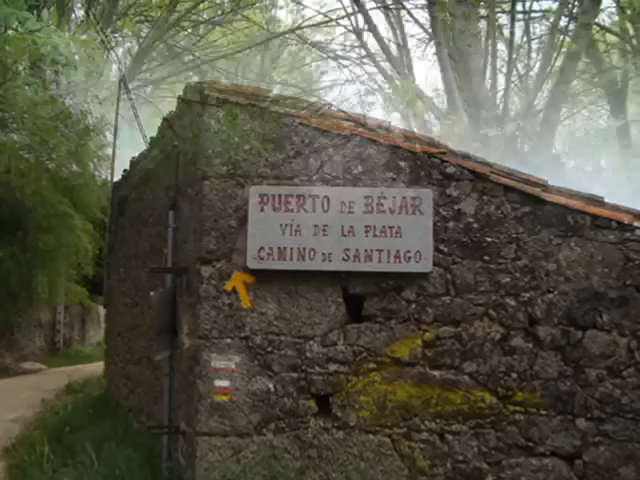 PUERTO DE BÉJAR
VÍA DE LA PLATA
CAMINO DE SANTIAGO